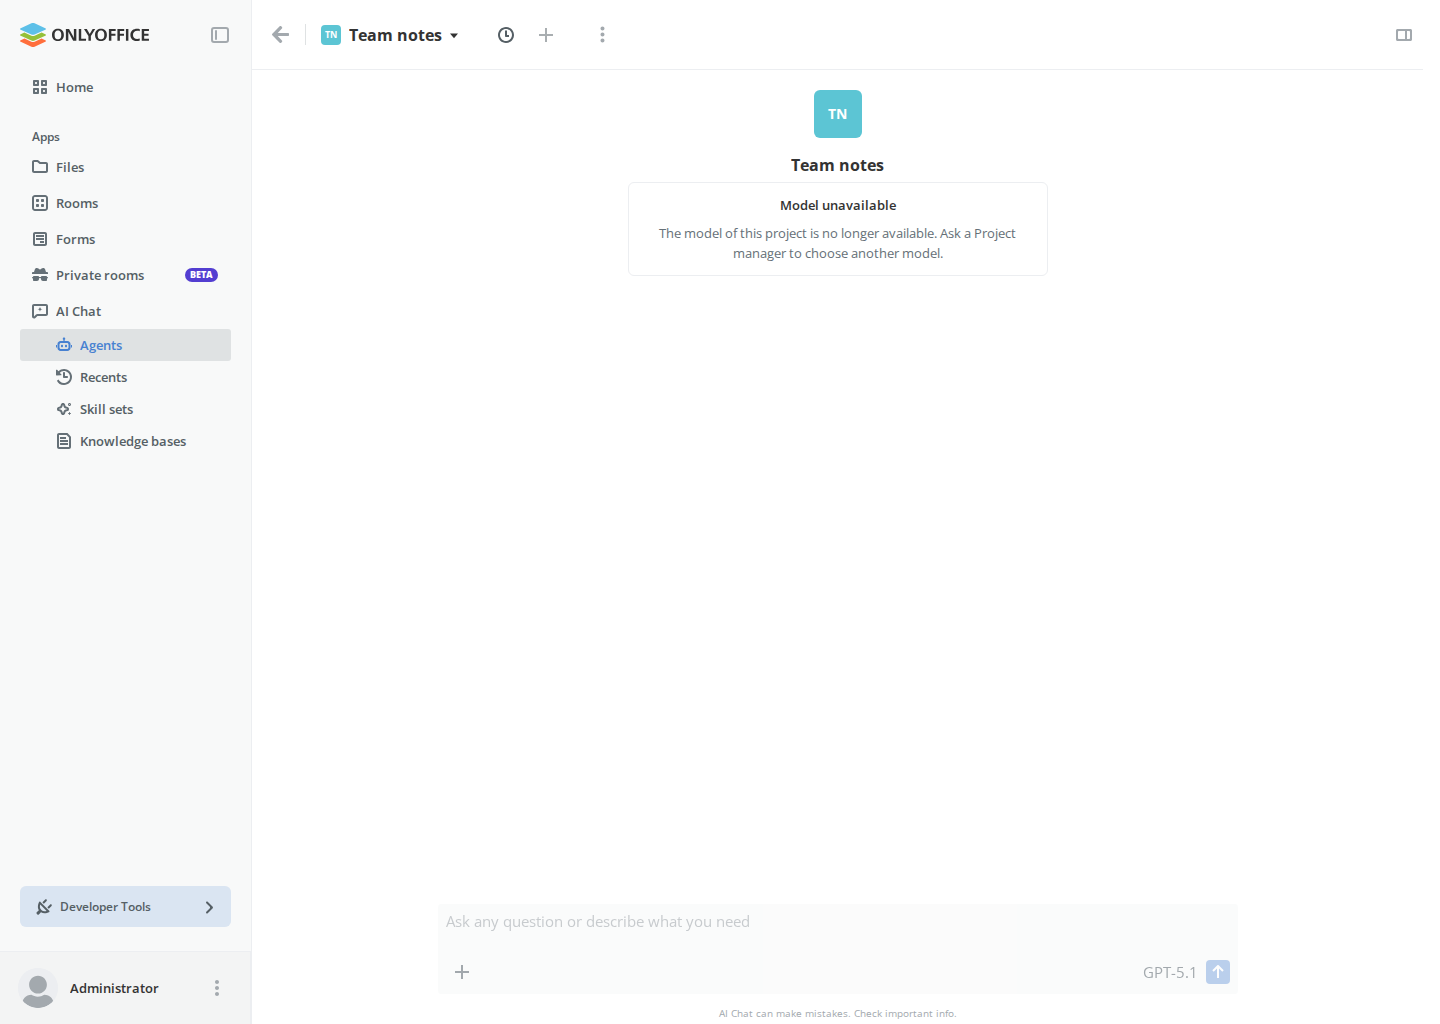 ONLYOFFICE
Home
Apps
Files
Rooms
Forms
Private rooms
BETA
AI Chat
Agents
Recents
Skill sets
Knowledge bases
Developer Tools
Administrator
TN
Team notes
TN
Team notes
Model unavailable
The model of this project is no longer available. Ask a Project
manager to choose another model.
Ask any question or describe what you need
GPT-5.1
AI Chat can make mistakes. Check important info.